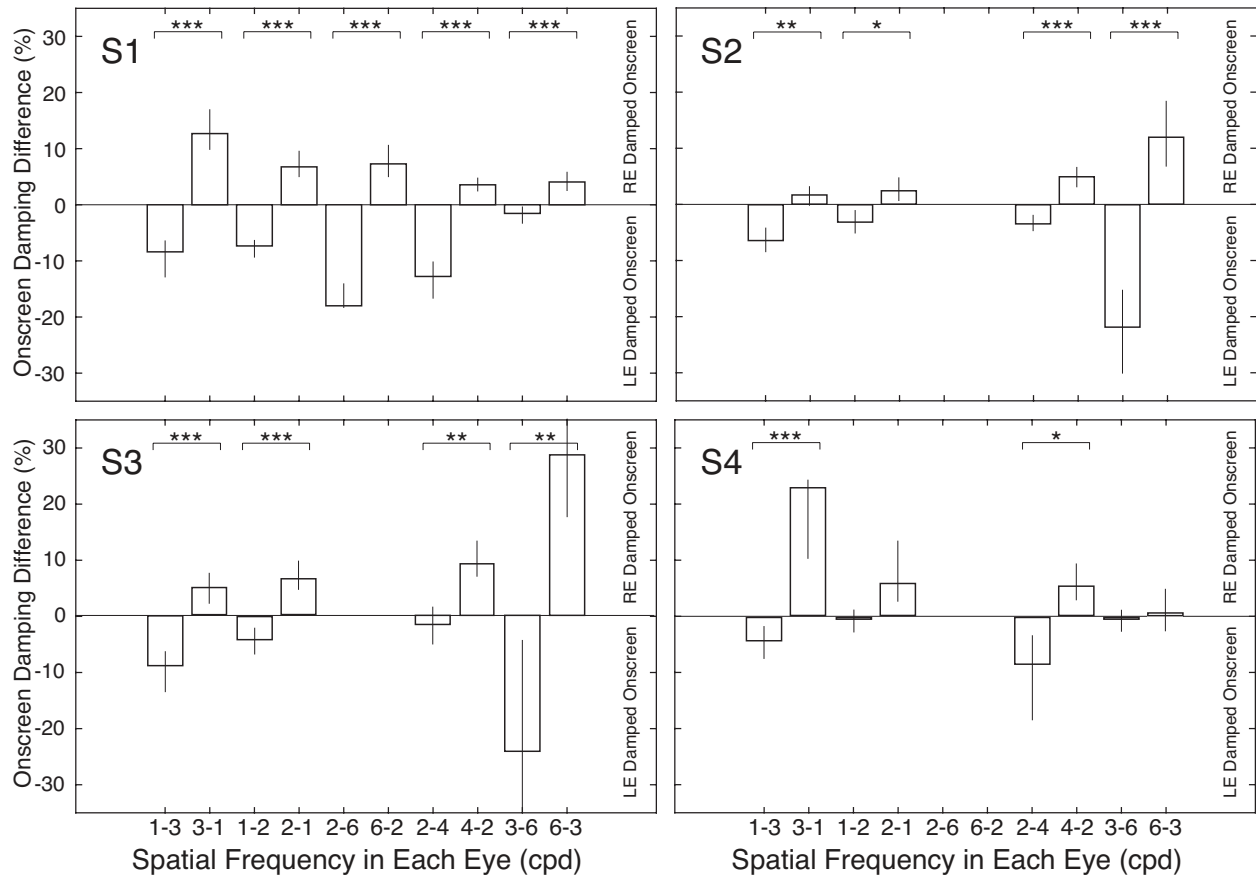 Onscreen Damping Difference (%)
30
20
10
0
-10
-20
-30
S1
*** *** *** *** ***
RE Damped Onscreen
LE Damped Onscreen
S2
** * *** ***
RE Damped Onscreen
LE Damped Onscreen
Onscreen Damping Difference (%)
30
20
10
0
-10
-20
-30
S3
*** *** ** **
RE Damped Onscreen
LE Damped Onscreen
1-3 3-1 1-2 2-1 2-6 6-2 2-4 4-2 3-6 6-3
Spatial Frequency in Each Eye (cpd)
S4
*** *
RE Damped Onscreen
LE Damped Onscreen
1-3 3-1 1-2 2-1 2-6 6-2 2-4 4-2 3-6 6-3
Spatial Frequency in Each Eye (cpd)